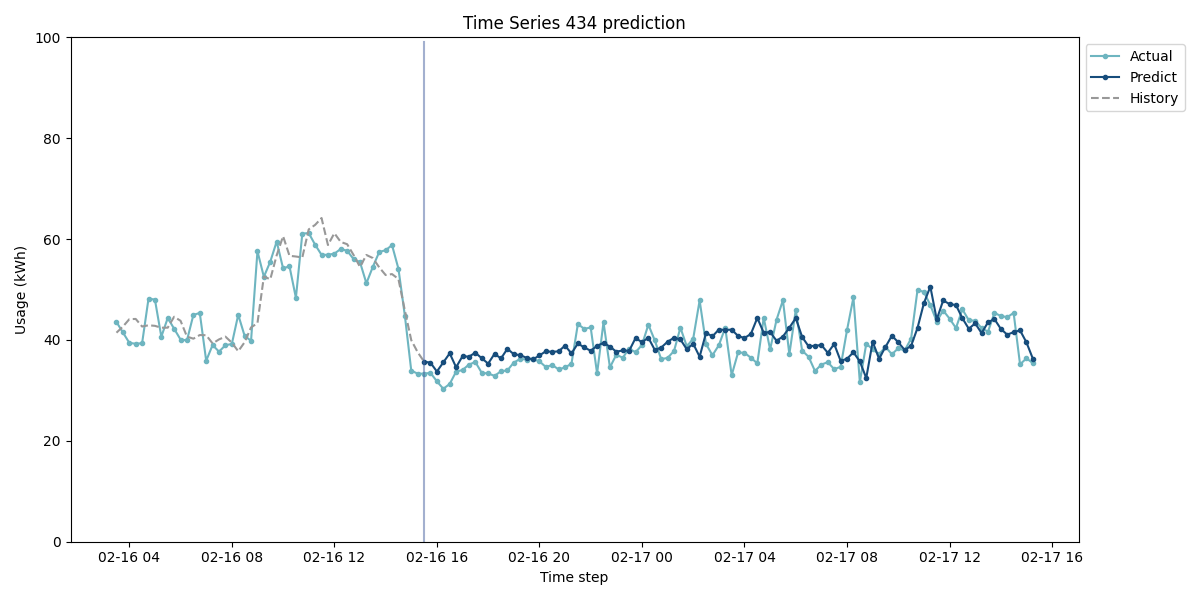 Time Series 434 prediction
Actual
Predict
History
Usage (kWh)
100
80
60
40
20
0
02-16 04 02-16 08 02-16 12 02-16 16 02-16 20 02-17 00 02-17 04 02-17 08 02-17 12 02-17 16
Time step